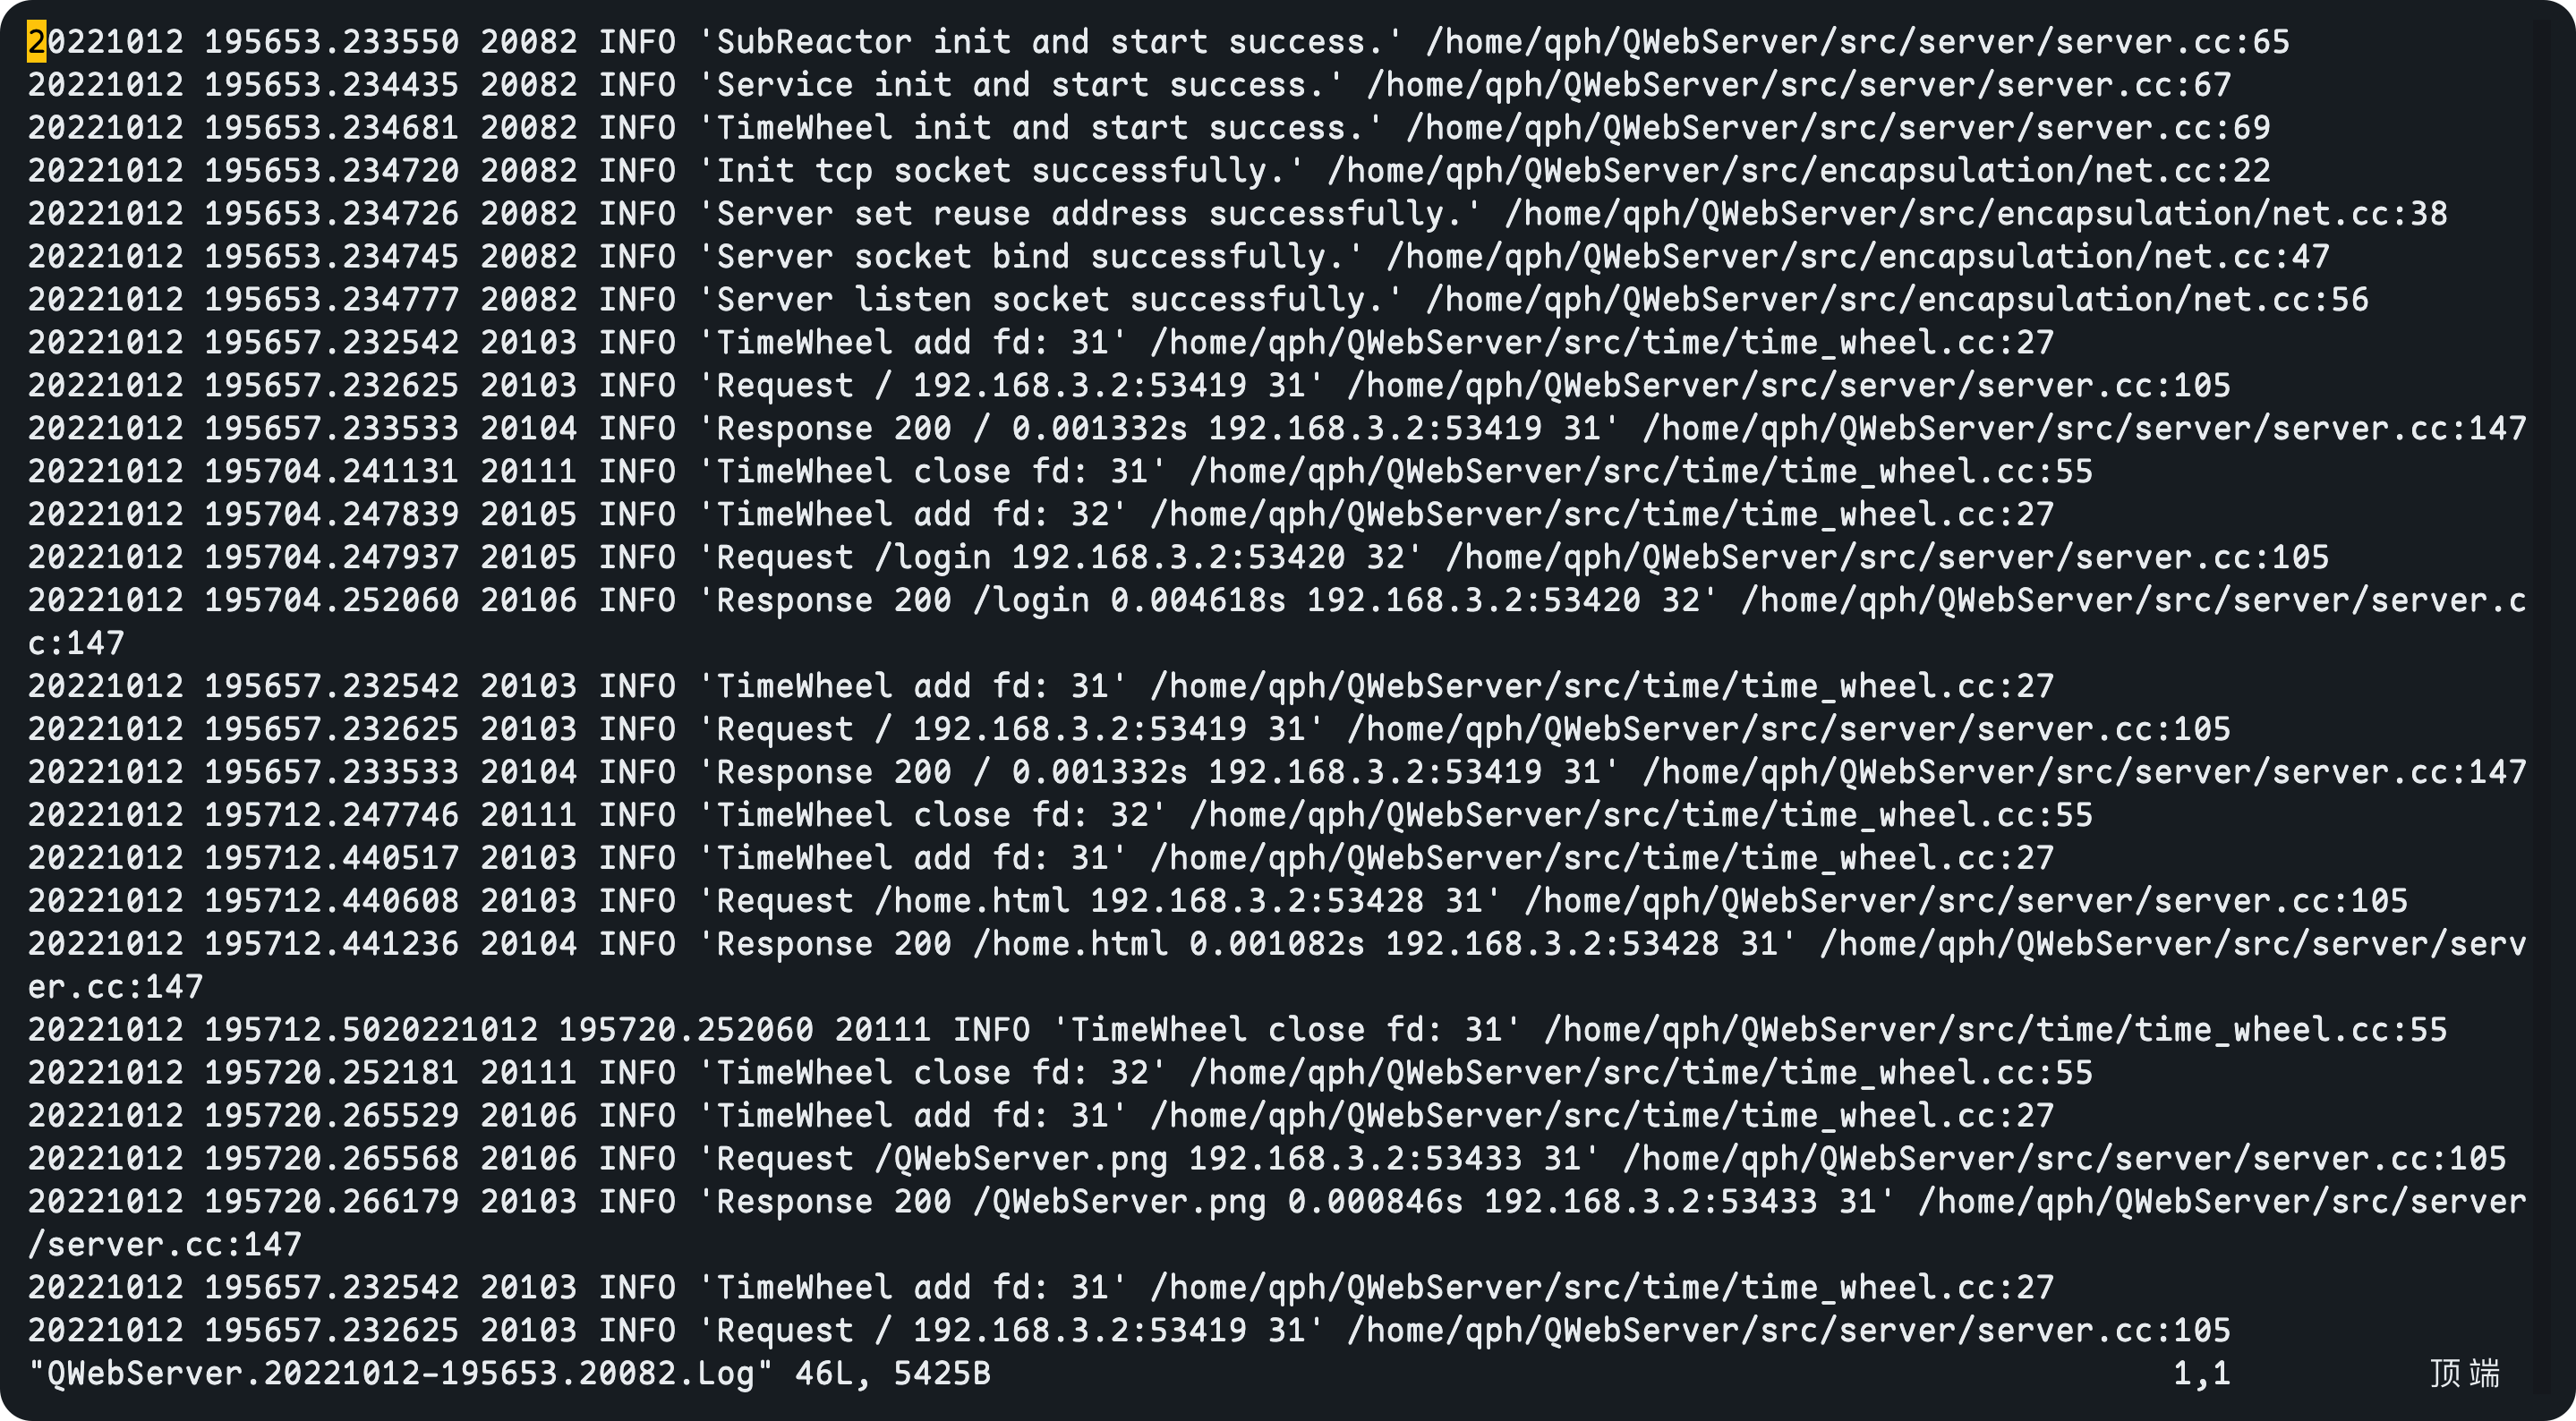 20221012 195653.233550 20082 INFO 'SubReactor init and start success.' /home/qph/QWebServer/src/server/server.cc:65
20221012 195653.234435 20082 INFO 'Service init and start success.' /home/qph/QWebServer/src/server/server.cc:67
20221012 195653.234681 20082 INFO 'TimeWheel init and start success.' /home/qph/QWebServer/src/server/server.cc:69
20221012 195653.234720 20082 INFO 'Init tcp socket successfully.' /home/qph/QWebServer/src/encapsulation/net.cc:22
20221012 195653.234726 20082 INFO 'Server set reuse address successfully.' /home/qph/QWebServer/src/encapsulation/net.cc:38
20221012 195653.234745 20082 INFO 'Server socket bind successfully.' /home/qph/QWebServer/src/encapsulation/net.cc:47
20221012 195653.234777 20082 INFO 'Server listen socket successfully.' /home/qph/QWebServer/src/encapsulation/net.cc:56
20221012 195657.232542 20103 INFO 'TimeWheel add fd: 31' /home/qph/QWebServer/src/time/time_wheel.cc:27
20221012 195657.232625 20103 INFO 'Request / 192.168.3.2:53419 31' /home/qph/QWebServer/src/server/server.cc:105
20221012 195657.233533 20104 INFO 'Response 200 / 0.001332s 192.168.3.2:53419 31' /home/qph/QWebServer/src/server/server.cc:147
20221012 195704.241131 20111 INFO 'TimeWheel close fd: 31' /home/qph/QWebServer/src/time/time_wheel.cc:55
20221012 195704.247839 20105 INFO 'TimeWheel add fd: 32' /home/qph/QWebServer/src/time/time_wheel.cc:27
20221012 195704.247937 20105 INFO 'Request /login 192.168.3.2:53420 32' /home/qph/QWebServer/src/server/server.cc:105
20221012 195704.252060 20106 INFO 'Response 200 /login 0.004618s 192.168.3.2:53420 32' /home/qph/QWebServer/src/server/server.c
c:147
20221012 195657.232542 20103 INFO 'TimeWheel add fd: 31' /home/qph/QWebServer/src/time/time_wheel.cc:27
20221012 195657.232625 20103 INFO 'Request / 192.168.3.2:53419 31' /home/qph/QWebServer/src/server/server.cc:105
20221012 195657.233533 20104 INFO 'Response 200 / 0.001332s 192.168.3.2:53419 31' /home/qph/QWebServer/src/server/server.cc:147
20221012 195712.247746 20111 INFO 'TimeWheel close fd: 32' /home/qph/QWebServer/src/time/time_wheel.cc:55
20221012 195712.440517 20103 INFO 'TimeWheel add fd: 31' /home/qph/QWebServer/src/time/time_wheel.cc:27
20221012 195712.440608 20103 INFO 'Request /home.html 192.168.3.2:53428 31' /home/qph/QWebServer/src/server/server.cc:105
20221012 195712.441236 20104 INFO 'Response 200 /home.html 0.001082s 192.168.3.2:53428 31' /home/qph/QWebServer/src/server/serv
er.cc:147
20221012 195712.5020221012 195720.252060 20111 INFO 'TimeWheel close fd: 31' /home/qph/QWebServer/src/time/time_wheel.cc:55
20221012 195720.252181 20111 INFO 'TimeWheel close fd: 32' /home/qph/QWebServer/src/time/time_wheel.cc:55
20221012 195720.265529 20106 INFO 'TimeWheel add fd: 31' /home/qph/QWebServer/src/time/time_wheel.cc:27
20221012 195720.265568 20106 INFO 'Request /QWebServer.png 192.168.3.2:53433 31' /home/qph/QWebServer/src/server/server.cc:105
20221012 195720.266179 20103 INFO 'Response 200 /QWebServer.png 0.000846s 192.168.3.2:53433 31' /home/qph/QWebServer/src/server
/server.cc:147
20221012 195657.232542 20103 INFO 'TimeWheel add fd: 31' /home/qph/QWebServer/src/time/time_wheel.cc:27
20221012 195657.232625 20103 INFO 'Request / 192.168.3.2:53419 31' /home/qph/QWebServer/src/server/server.cc:105
"QWebServer.20221012-195653.20082.Log" 46L, 5425B 1,1 顶端